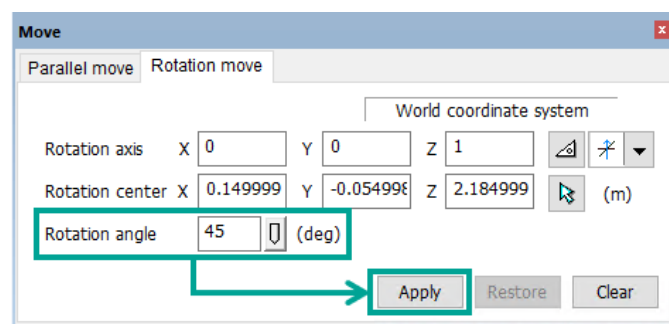 Move
Parallel move Rotation move
World coordinate system
Rotation axis X 0 Y 0 Z 1
Rotation center X 0.149999 Y -0.054998 Z 2.184999 (m)
Rotation angle 45 (deg)
Apply Restore Clear